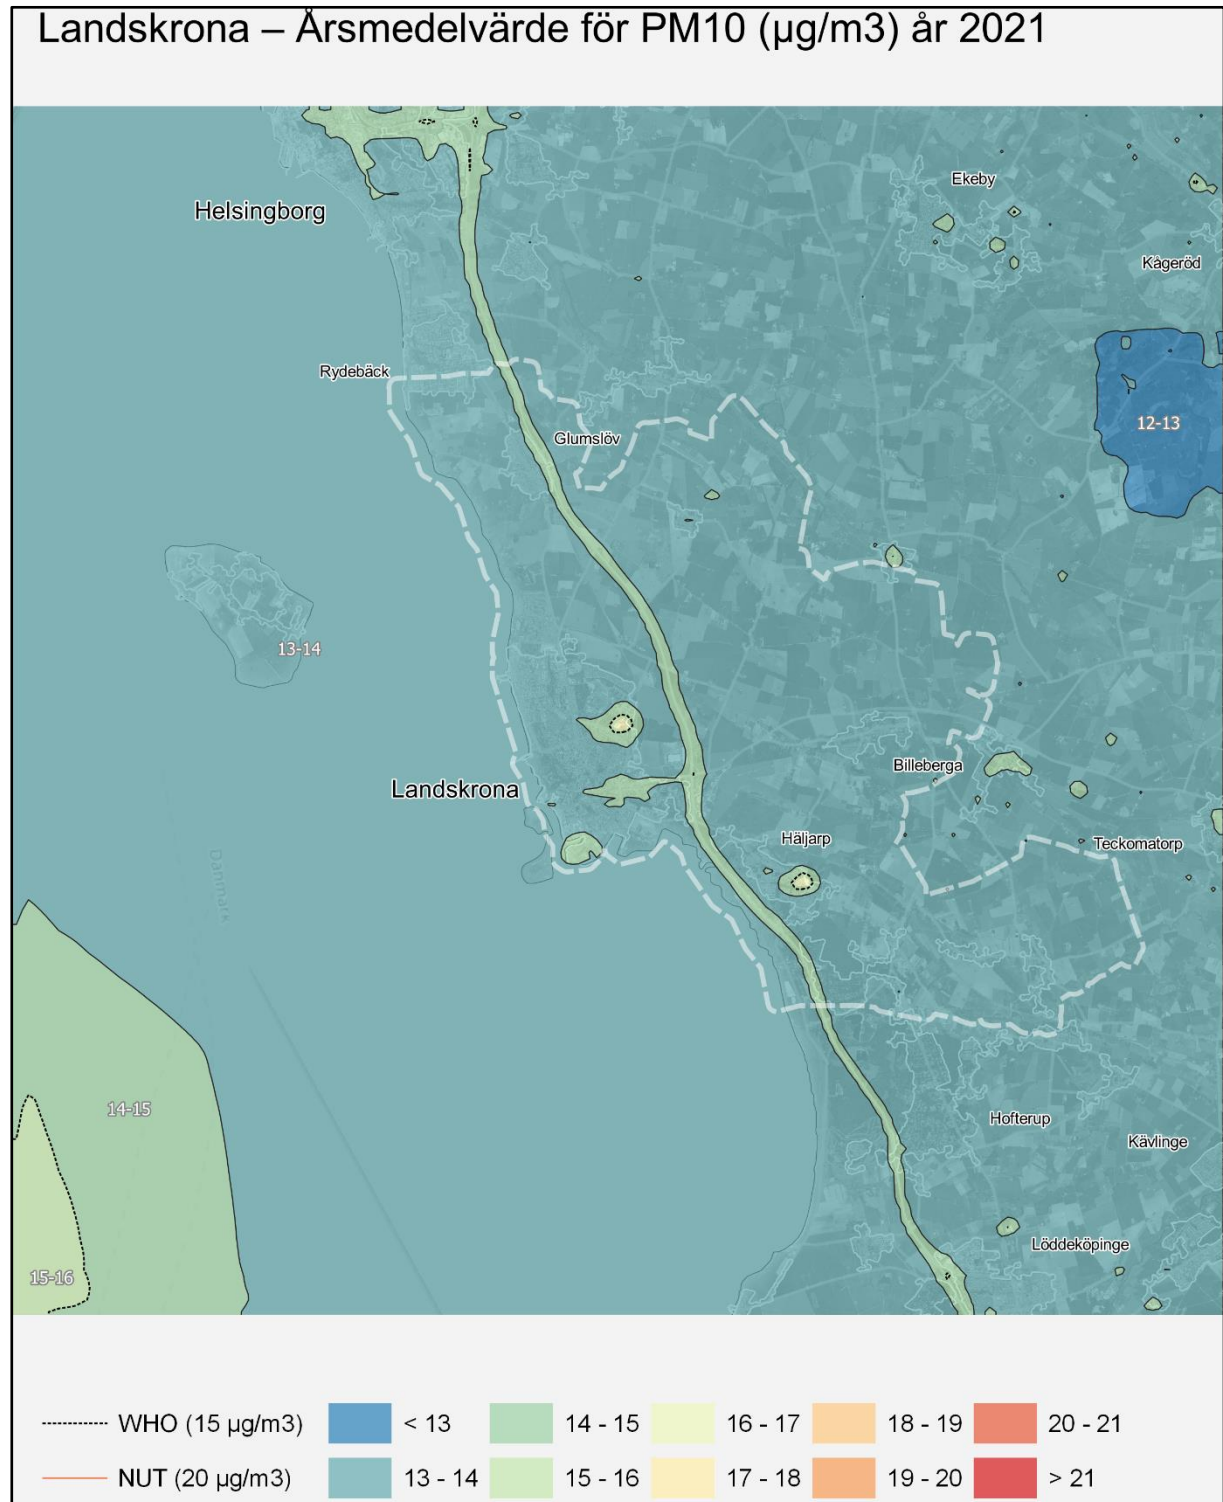 Landskrona – Årsmedelvärde för PM10 (µg/m3) år 2021
Ekeby
Helsingborg
Kågeröd
Rydebäck
12-13
Glumslöv
13-14
Billeberga
Landskrona
Häljarp
Teckomatorp
Danmark
14-15
Hofterup
Kävlinge
Löddeköpinge
15-16
WHO (15 µg/m3) < 13 14 - 15 16 - 17 18 - 19 20 - 21
NUT (20 µg/m3) 13 - 14 15 - 16 17 - 18 19 - 20 > 21